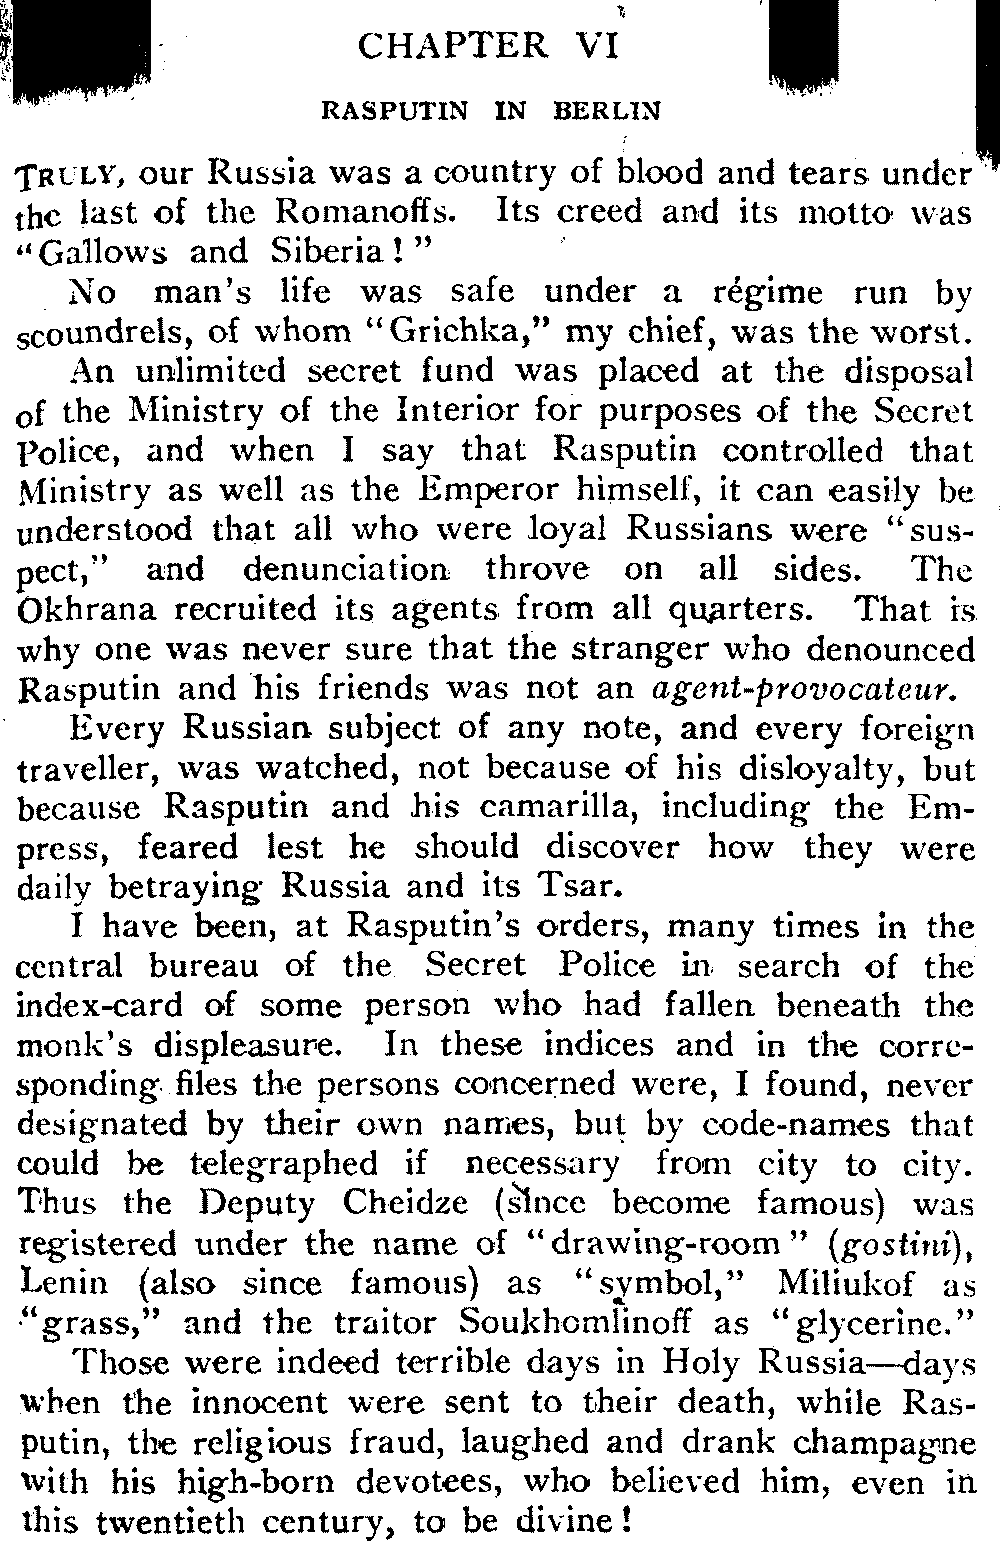 CHAPTER VI
RASPUTIN IN BERLIN
TRULY, our Russia was a country of blood and tears under
the last of the Romanoffs. Its creed and its motto was
“Gallows and Siberia!”
No man's life was safe under a régime run by
scoundrels, of whom “Grichka,” my chief, was the worst.
An unlimited secret fund was placed at the disposal
of the Ministry of the Interior for purposes of the Secret
Police, and when I say that Rasputin controlled that
Ministry as well as the Emperor himself, it can easily be
understood that all who were loyal Russians were “sus-
pect,” and denunciation throve on all sides. The
Okhrana recruited its agents from all quarters. That is
why one was never sure that the stranger who denounced
Rasputin and his friends was not an agent-provocateur.
Every Russian subject of any note, and every foreign
traveller, was watched, not because of his disloyalty, but
because Rasputin and his camarilla, including the Em-
press, feared lest he should discover how they were
daily betraying Russia and its Tsar.
I have been, at Rasputin's orders, many times in the
central bureau of the Secret Police in search of the
index-card of some person who had fallen beneath the
monk's displeasure. In these indices and in the corre-
sponding files the persons concerned were, I found, never
designated by their own names, but by code-names that
could be telegraphed if necessary from city to city.
Thus the Deputy Cheidze (since become famous) was
registered under the name of “drawing-room” (gostini),
Lenin (also since famous) as “symbol,” Miliukof as
“grass,” and the traitor Soukhomlinoff as “glycerine.”
Those were indeed terrible days in Holy Russia—days
when the innocent were sent to their death, while Ras-
putin, the religious fraud, laughed and drank champagne
with his high-born devotees, who believed him, even in
this twentieth century, to be divine!